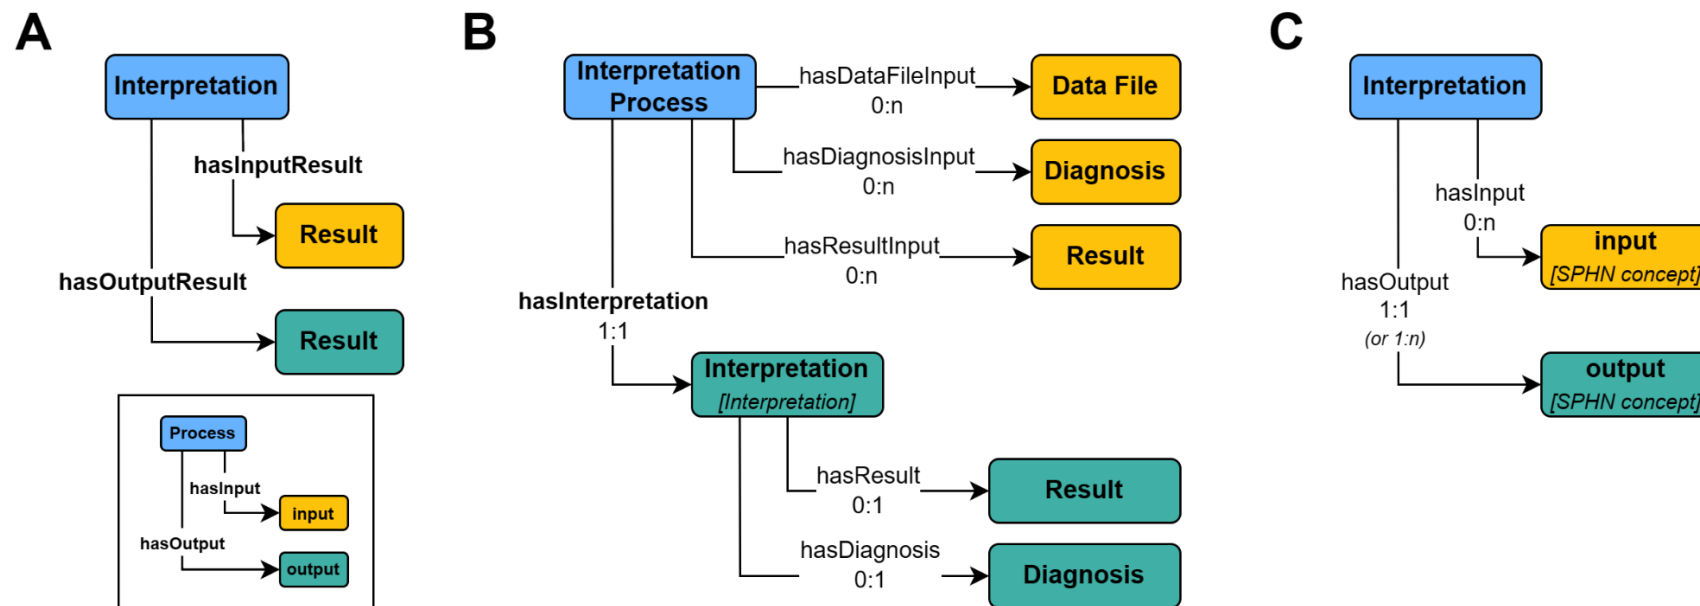 A
Interpretation
hasInputResult
Result
hasOutputResult
Result
Process
hasInput
input
hasOutput
output
B
Interpretation
Process
hasDataFileInput
0:n
Data File
hasDiagnosisInput
0:n
Diagnosis
hasResultInput
0:n
Result
hasInterpretation
1:1
Interpretation
[Interpretation]
hasResult
0:1
Result
hasDiagnosis
0:1
Diagnosis
C
Interpretation
hasInput
0:n
input
[SPHN concept]
hasOutput
1:1
(or 1:n)
output
[SPHN concept]